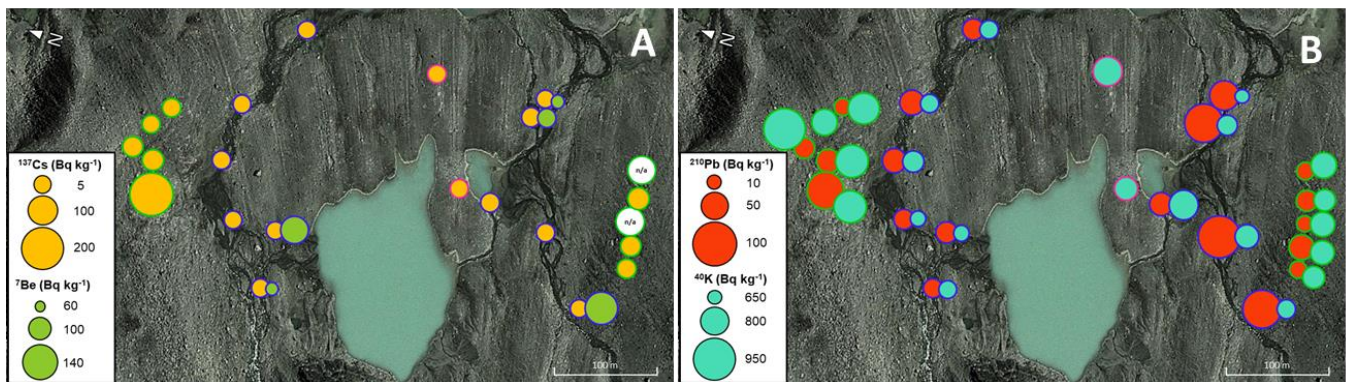 N
A
¹³⁷Cs (Bq kg⁻¹)
5
100
200
⁷Be (Bq kg⁻¹)
60
100
140
n/a
n/a
100 m
N
B
²¹⁰Pb (Bq kg⁻¹)
10
50
100
⁴⁰K (Bq kg⁻¹)
650
800
950
100 m